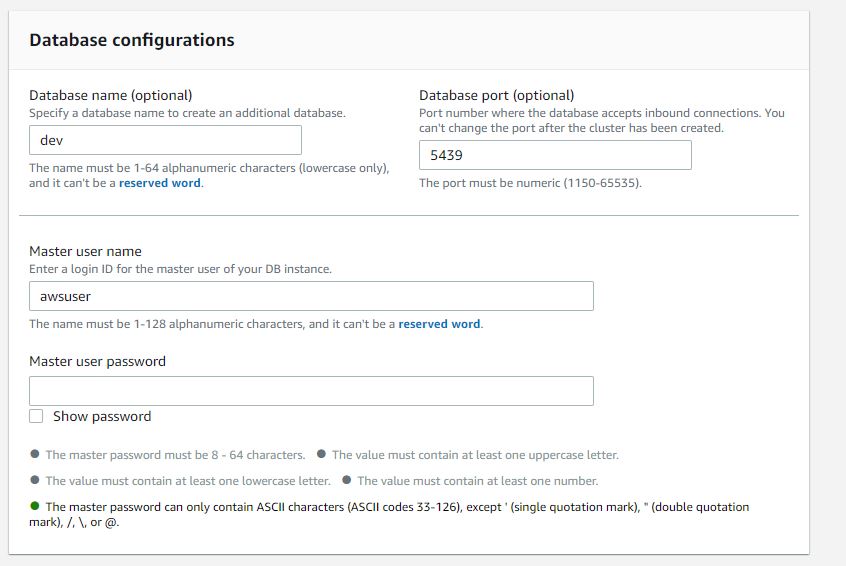 Database configurations
Database name (optional)
Specify a database name to create an additional database.
dev
The name must be 1-64 alphanumeric characters (lowercase only),
and it can't be a reserved word.
Database port (optional)
Port number where the database accepts inbound connections. You
can't change the port after the cluster has been created.
5439
The port must be numeric (1150-65535).
Master user name
Enter a login ID for the master user of your DB instance.
awsuser
The name must be 1-128 alphanumeric characters, and it can't be a reserved word.
Master user password
Show password
The master password must be 8 - 64 characters. The value must contain at least one uppercase letter.
The value must contain at least one lowercase letter. The value must contain at least one number.
The master password can only contain ASCII characters (ASCII codes 33-126), except ' (single quotation mark), " (double quotation
mark), /, \, or @.